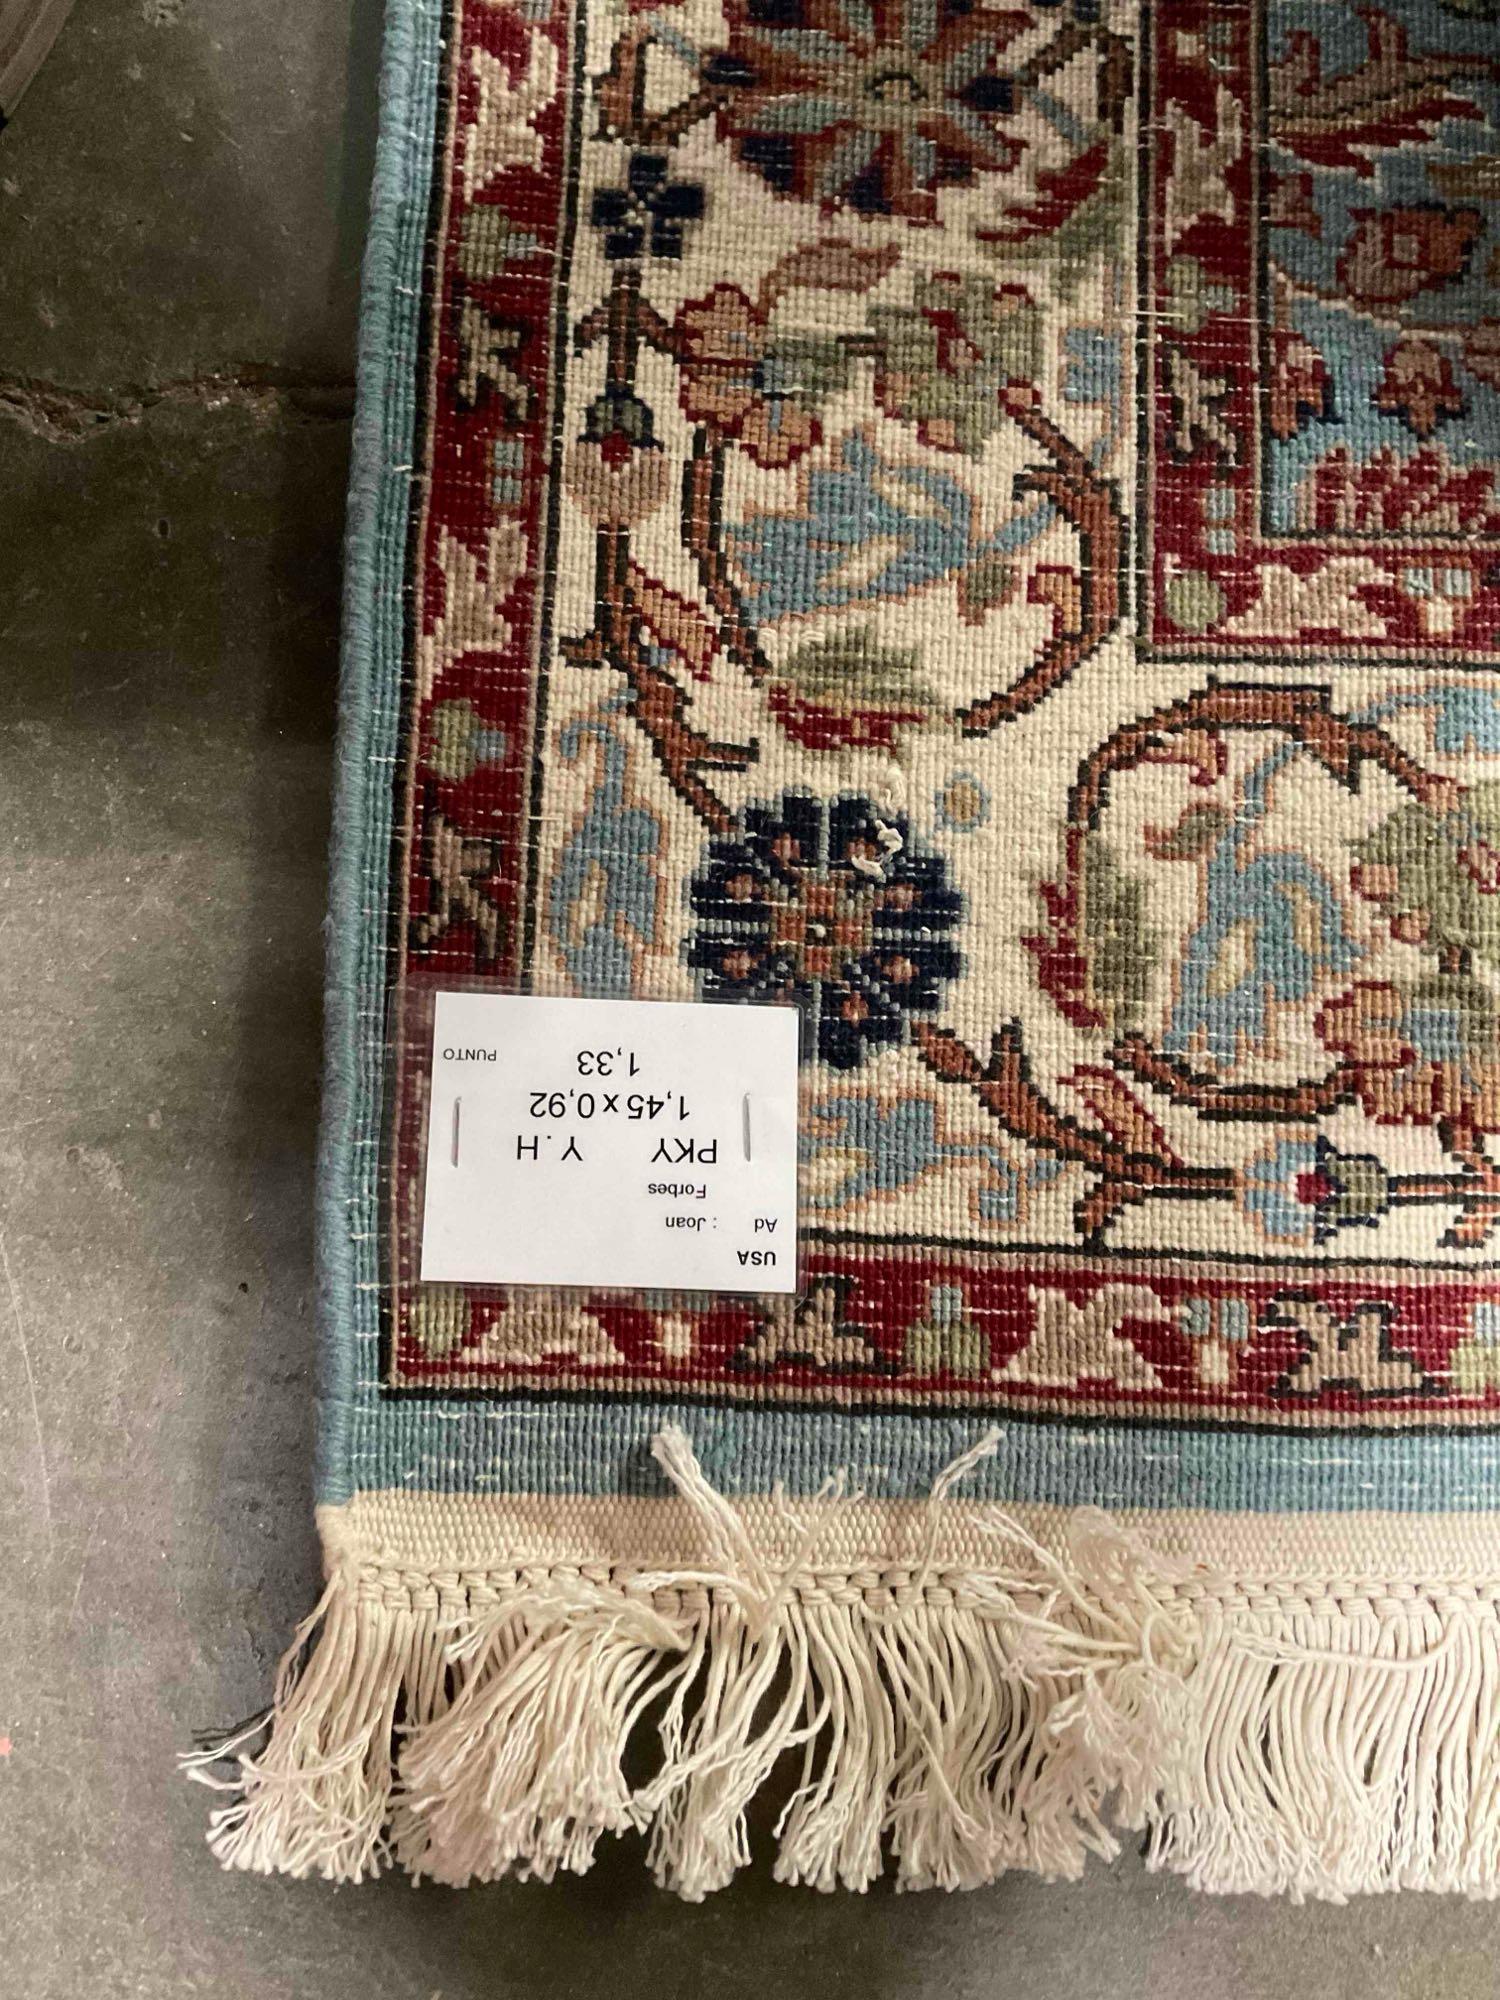 USA
Ad : Joan
Forbes
PKY Y.H
1,45 x 0,92
1,33 PUNTO